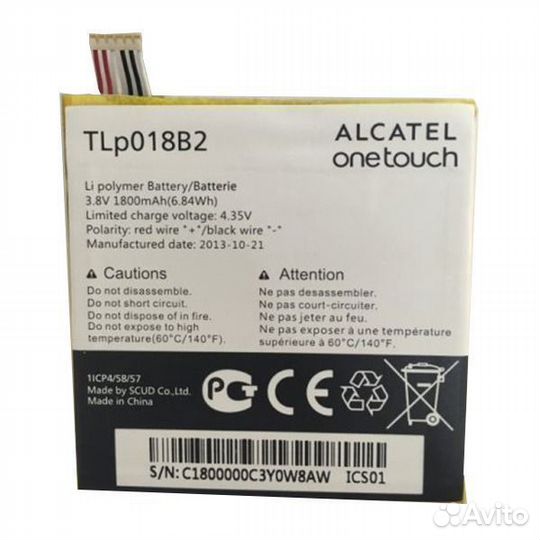 TLp018B2
ALCATEL
onetouch
Li polymer Battery/Batterie
3.8V 1800mAh(6.84Wh)
Limited charge voltage: 4.35V
Polarity: red wire "+"/black wire "-"
Manufactured date: 2013-10-21
Cautions
Do not disassemble.
Do not short circuit.
Do not dispose of in fire.
Do not expose to high
temperature(60°C/140°F)
Attention
Ne pas desassembler.
Ne pas court-circuiter.
Ne pas jeter au feu.
Ne pas exposer à une température
supérieure à 60°C/140°F
1ICP4/58/57
Made by SCUD Co.,Ltd.
Made in China
S/N:C1800000C3Y0W8AW ICS01
Avito